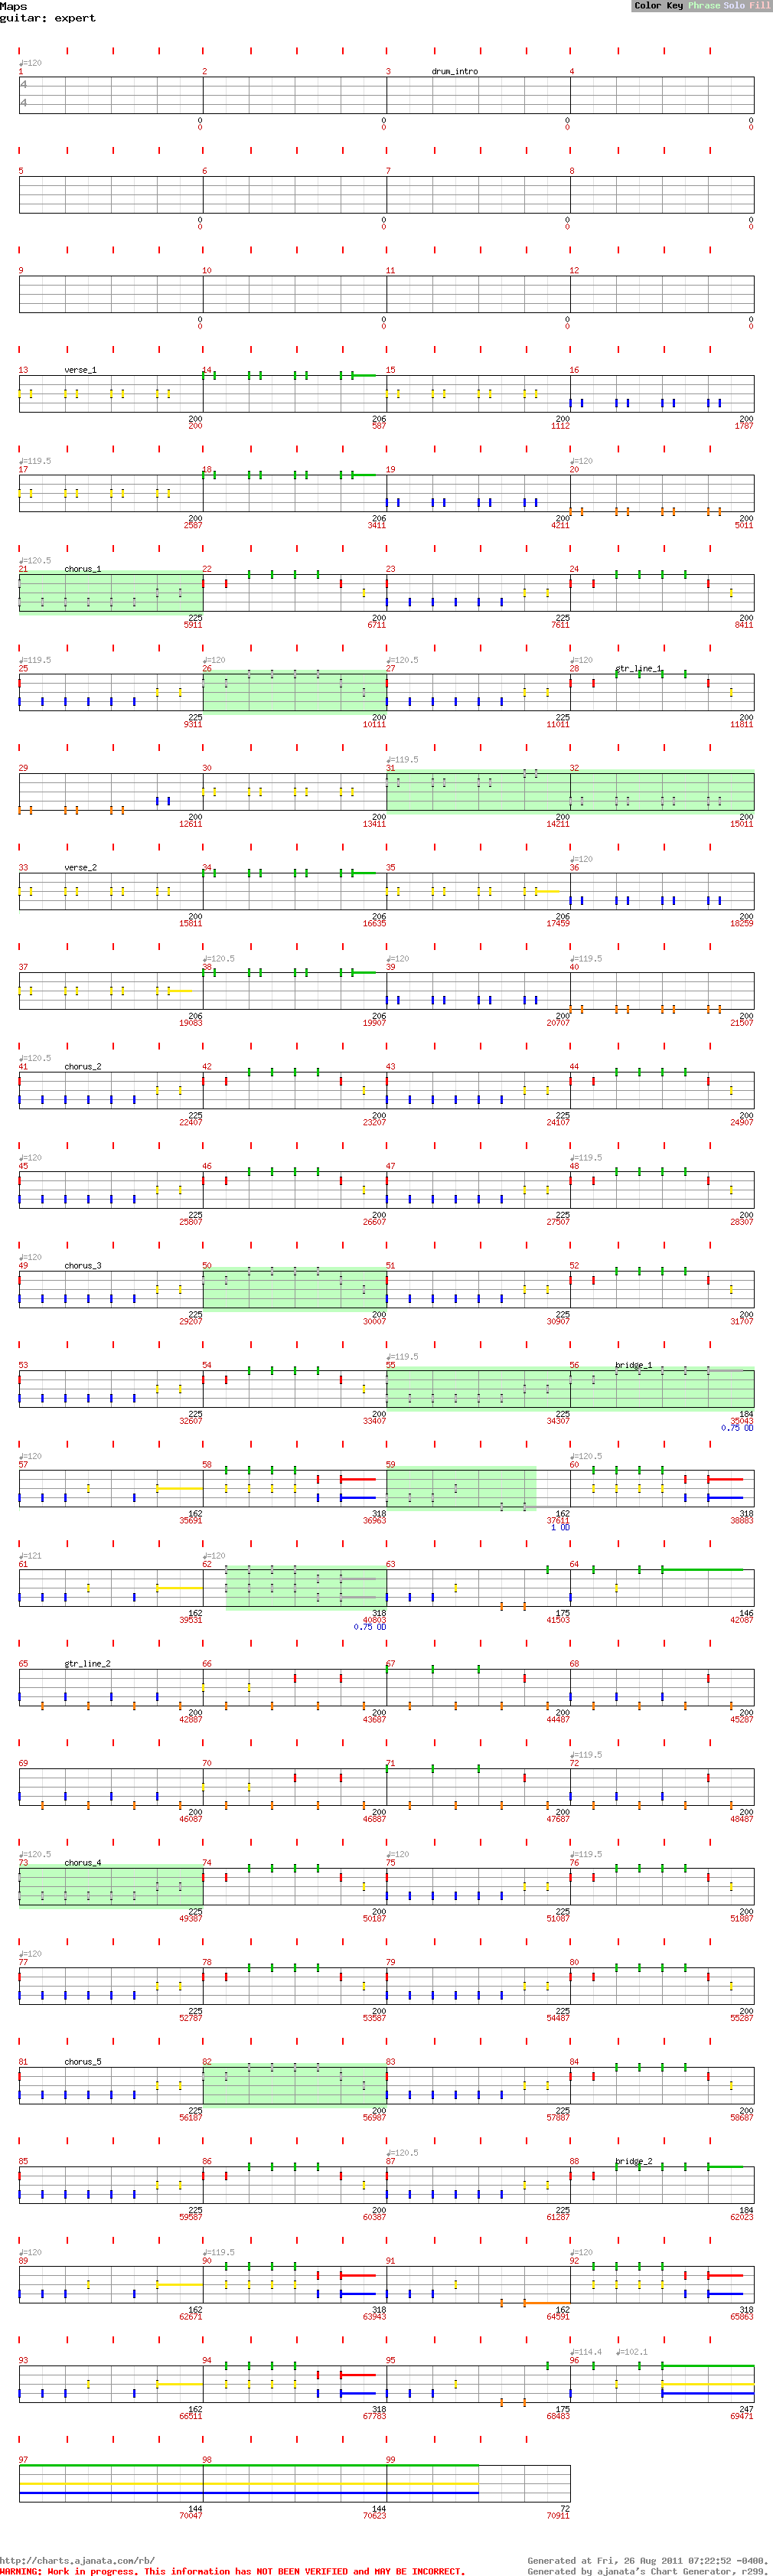 Maps Color Key Phrase Solo Fill
guitar: expert
♩=120
1 2 3 drum_intro 4
4
4
0 0 0 0
0 0 0 0
5 6 7 8
0 0 0 0
0 0 0 0
9 10 11 12
0 0 0 0
0 0 0 0
13 verse_1 14 15 16
200 206 200 200
200 587 1112 1787
♩=119.5 ♩=120
17 18 19 20
200 206 200 200
2587 3411 4211 5011
♩=120.5
21 chorus_1 22 23 24
225 200 225 200
5911 6711 7611 8411
♩=119.5 ♩=120 ♩=120.5 ♩=120
25 26 27 28 gtr_line_1
225 200 225 200
9311 10111 11011 11811
♩=119.5
29 30 31 32
200 200 200 200
12611 13411 14211 15011
♩=120
33 verse_2 34 35 36
200 206 206 200
15811 16635 17459 18259
♩=120.5 ♩=120 ♩=119.5
37 38 39 40
206 206 200 200
19083 19907 20707 21507
♩=120.5
41 chorus_2 42 43 44
225 200 225 200
22407 23207 24107 24907
♩=120 ♩=119.5
45 46 47 48
225 200 225 200
25807 26607 27507 28307
♩=120
49 chorus_3 50 51 52
225 200 225 200
29207 30007 30907 31707
♩=119.5
53 54 55 56 bridge_1
225 200 225 184
32607 33407 34307 35043
0.75 OD
♩=120 ♩=120.5
57 58 59 60
162 318 162 318
35691 36963 37611 38883
1 OD
♩=121 ♩=120
61 62 63 64
162 318 175 146
39531 40803 41503 42087
0.75 OD
65 gtr_line_2 66 67 68
200 200 200 200
42887 43687 44487 45287
♩=119.5
69 70 71 72
200 200 200 200
46087 46887 47687 48487
♩=120.5 ♩=120 ♩=119.5
73 chorus_4 74 75 76
225 200 225 200
49387 50187 51087 51887
♩=120
77 78 79 80
225 200 225 200
52787 53587 54487 55287
81 chorus_5 82 83 84
225 200 225 200
56187 56987 57887 58687
♩=120.5
85 86 87 88 bridge_2
225 200 225 184
59587 60387 61287 62023
♩=120 ♩=119.5 ♩=120
89 90 91 92
162 318 162 318
62671 63943 64591 65863
♩=114.4 ♩=102.1
93 94 95 96
162 318 175 247
66511 67783 68483 69471
97 98 99
144 144 72
70047 70623 70911
http://charts.ajanata.com/rb/ Generated at Fri, 26 Aug 2011 07:22:52 -0400.
WARNING: Work in progress. This information has NOT BEEN VERIFIED and MAY BE INCORRECT. Generated by ajanata's Chart Generator, r299.